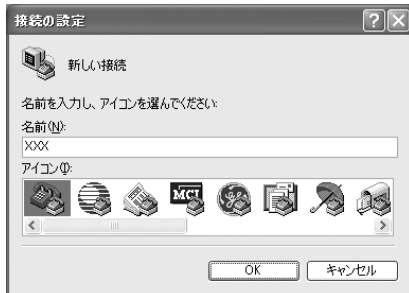 接続の設定
新しい接続
名前を入力し、アイコンを選んでください:
名前(N):
XXX
アイコン(I):
MCI
OK
キャンセル